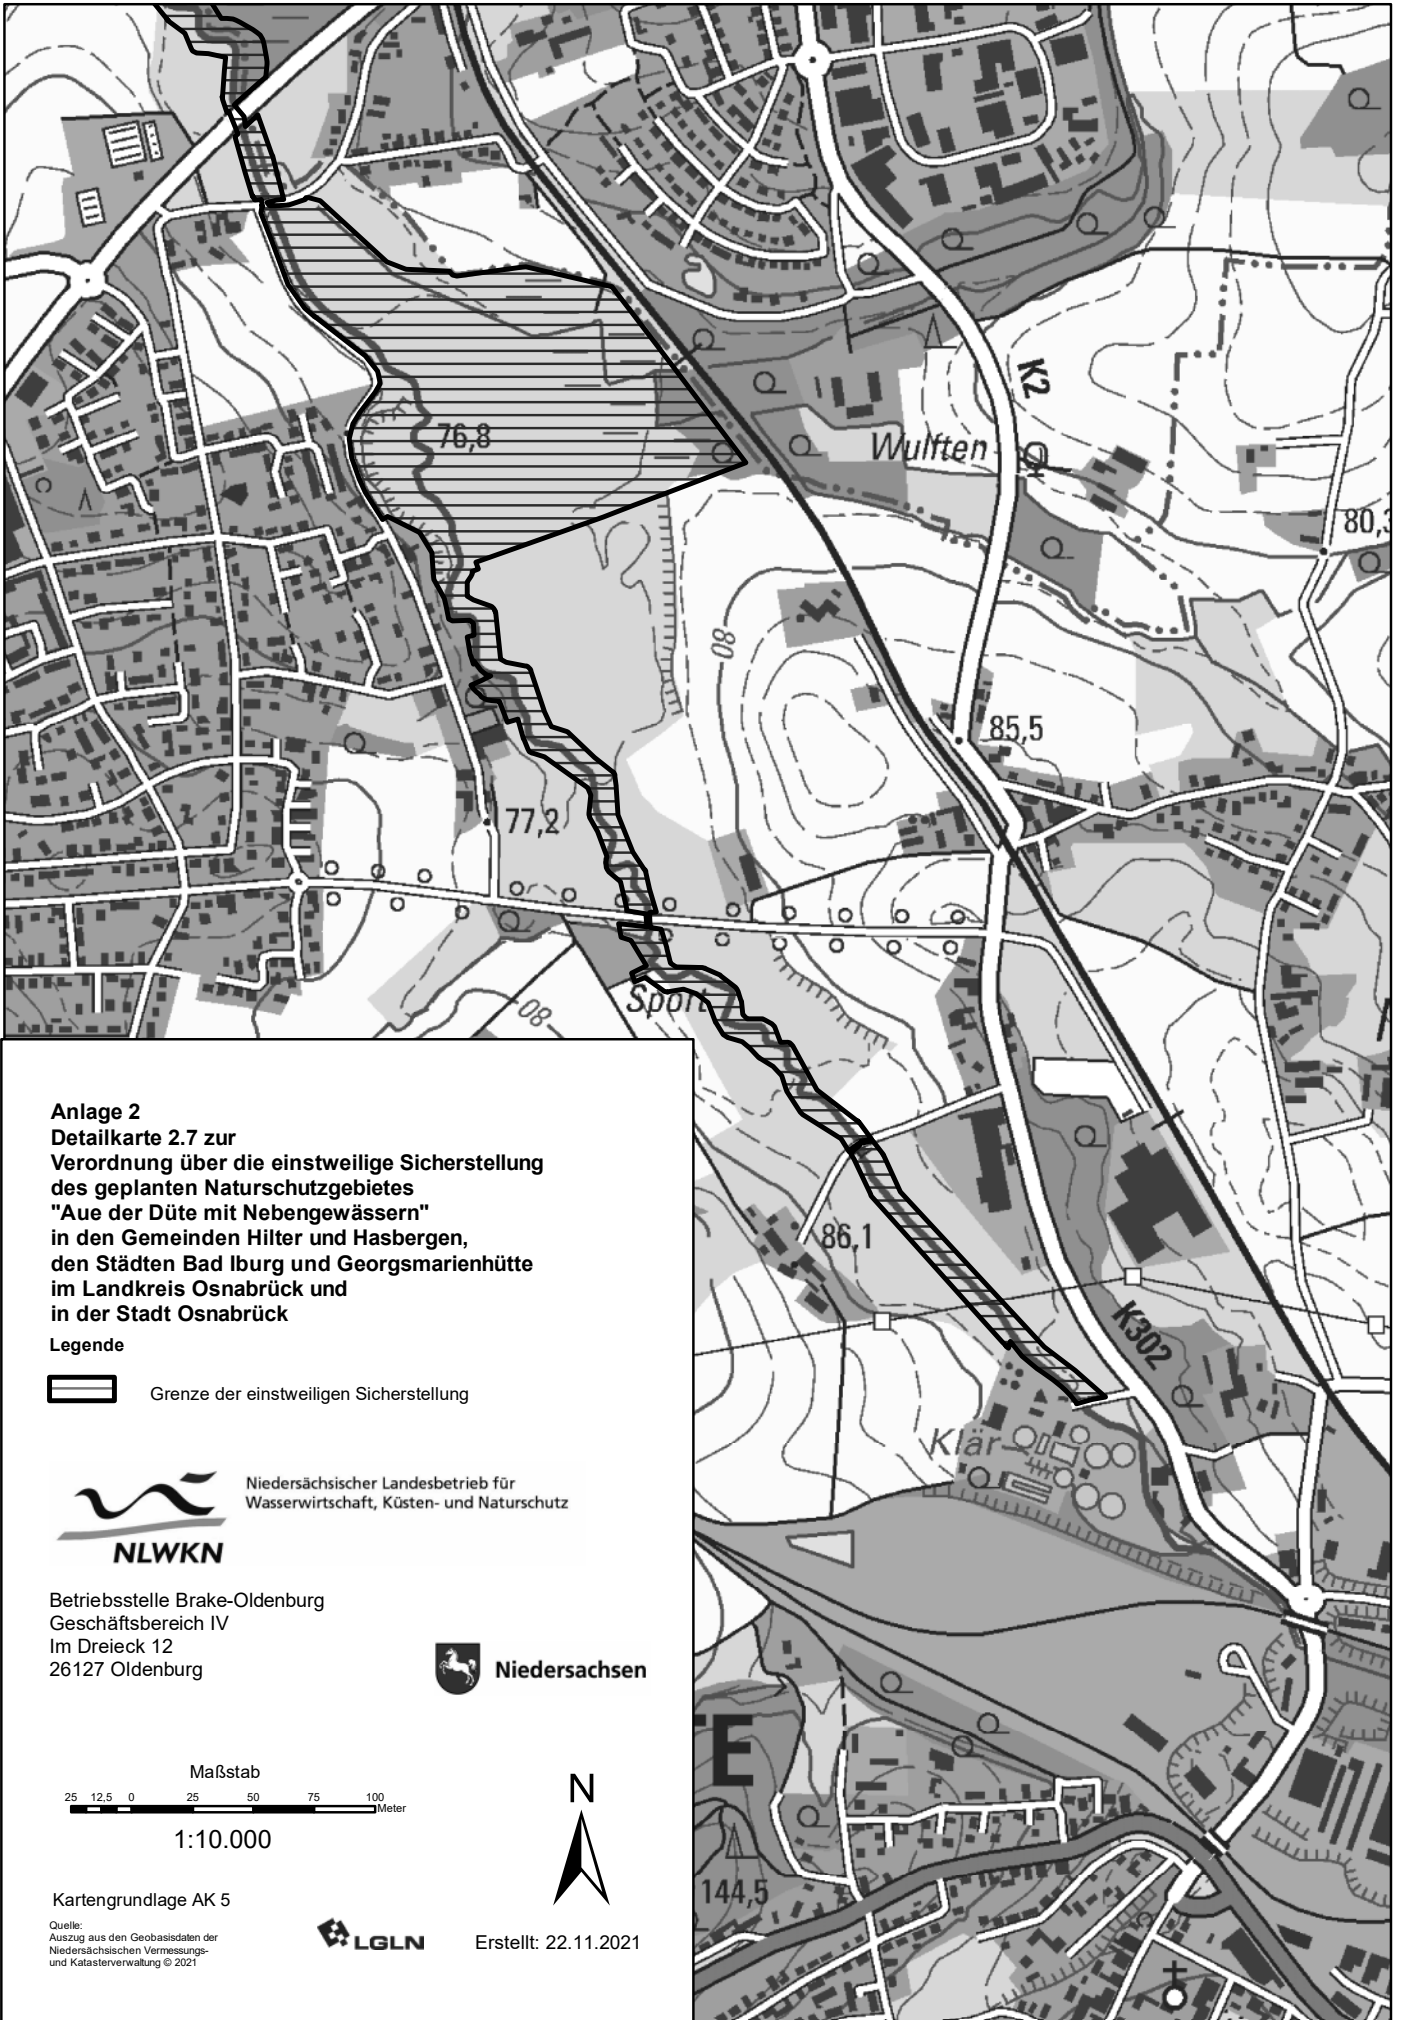 K2
76,8
Wulften
80,3
80
85,5
77,2
80
Sport
86,1
K302
Klär
TE
144,5
Anlage 2
Detailkarte 2.7 zur
Verordnung über die einstweilige Sicherstellung
des geplanten Naturschutzgebietes
"Aue der Düte mit Nebengewässern"
in den Gemeinden Hilter und Hasbergen,
den Städten Bad Iburg und Georgsmarienhütte
im Landkreis Osnabrück und
in der Stadt Osnabrück
Legende
Grenze der einstweiligen Sicherstellung
Niedersächsischer Landesbetrieb für
Wasserwirtschaft, Küsten- und Naturschutz
NLWKN
Betriebsstelle Brake-Oldenburg
Geschäftsbereich IV
Im Dreieck 12
26127 Oldenburg
Niedersachsen
Maßstab
25 12,5 0 25 50 75 100
Meter
1:10.000
N
Kartengrundlage AK 5
Quelle:
Auszug aus den Geobasisdaten der
Niedersächsischen Vermessungs-
und Katasterverwaltung © 2021
LGLN
Erstellt: 22.11.2021